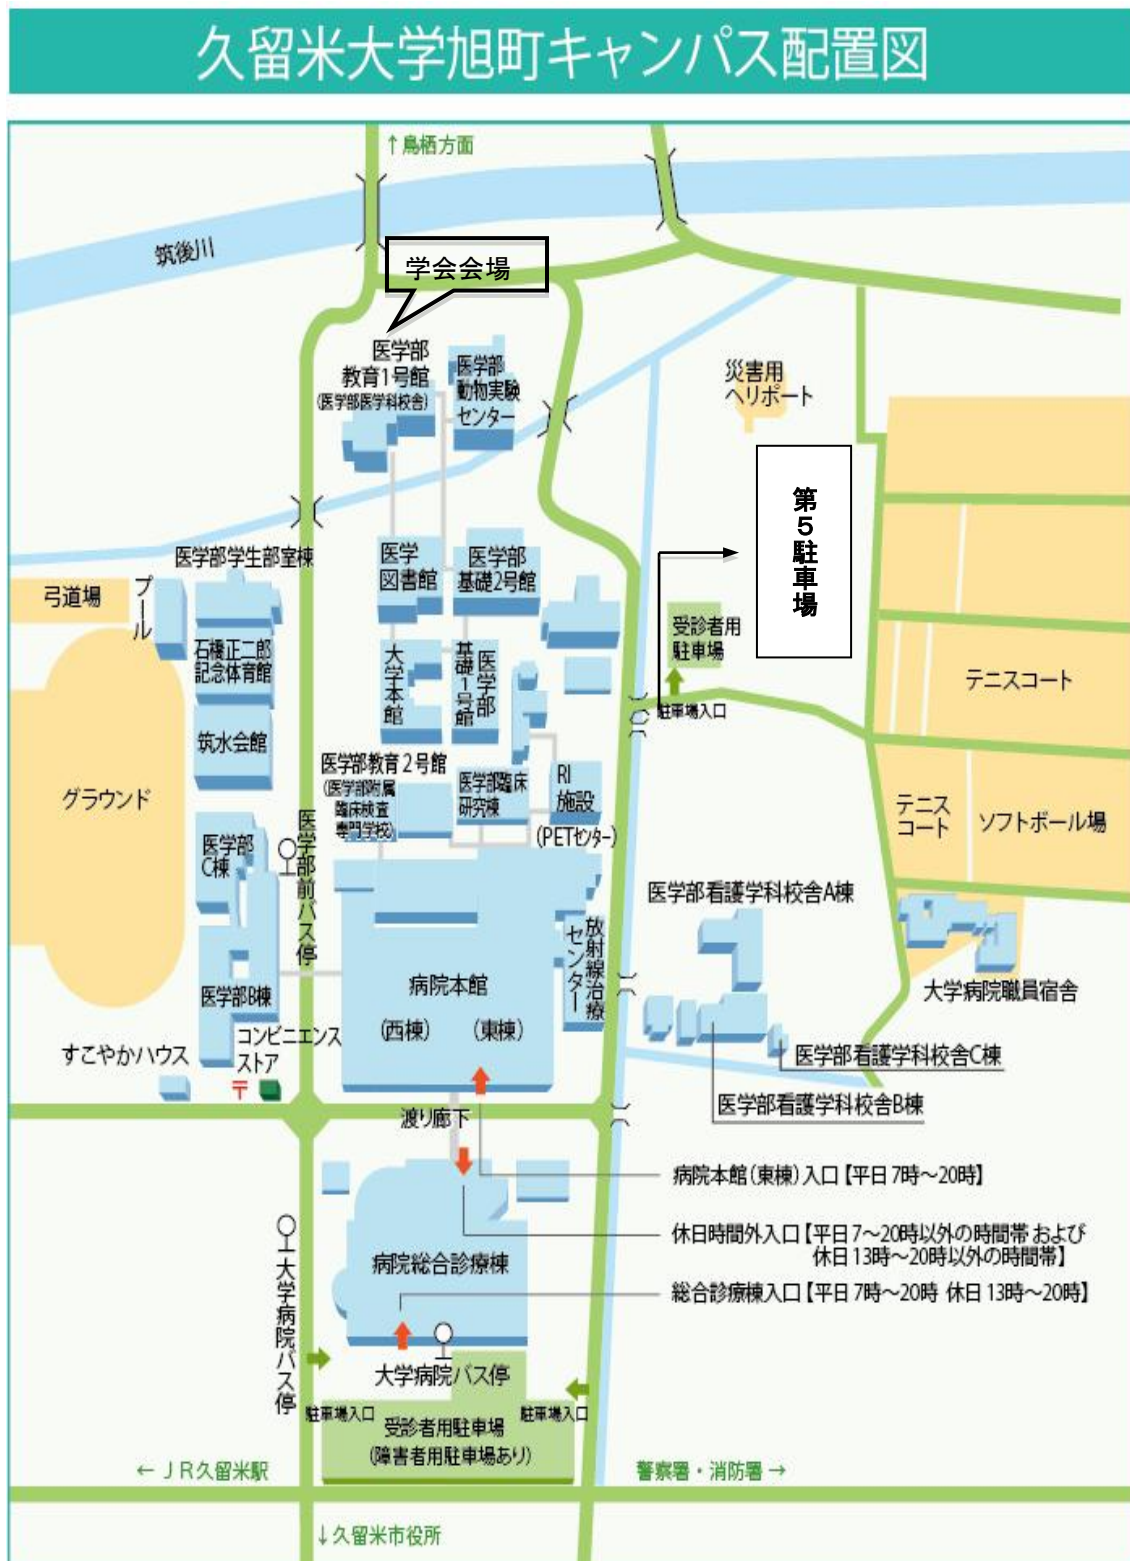 久留米大学旭町キャンパス配置図
↑鳥栖方面
筑後川
学会会場
医学部
教育1号館
(医学部医学科校舎)
医学部
動物実験
センター
災害用
ヘリポート
第5駐車場
医学部学生部室棟
弓道場
プール
石橋正二郎
記念体育館
筑水会館
医学
図書館
医学部
基礎2号館
大学本館
医学部
基礎1号館
受診者用
駐車場
駐車場入口
テニスコート
グラウンド
医学部教育2号館
(医学部附属
臨床検査
専門学校)
医学部臨床
研究棟
RI
施設
(PETセンター)
テニス
コート
ソフトボール場
医学部
C棟
医学部前バス停
医学部看護学科校舎A棟
放射線治療
センター
病院本館
(西棟)
(東棟)
医学部B棟
大学病院職員宿舎
すこやかハウス
コンビニエンス
ストア
〒
医学部看護学科校舎C棟
医学部看護学科校舎B棟
渡り廊下
病院本館(東棟)入口【平日7時～20時】
休日時間外入口【平日7～20時以外の時間帯 および
休日13時～20時以外の時間帯】
病院総合診療棟
総合診療棟入口【平日7時～20時 休日13時～20時】
大学病院バス停
大学病院バス停
駐車場入口
駐車場入口
受診者用駐車場
(障害者用駐車場あり)
← ＪＲ久留米駅
警察署・消防署 →
↓久留米市役所